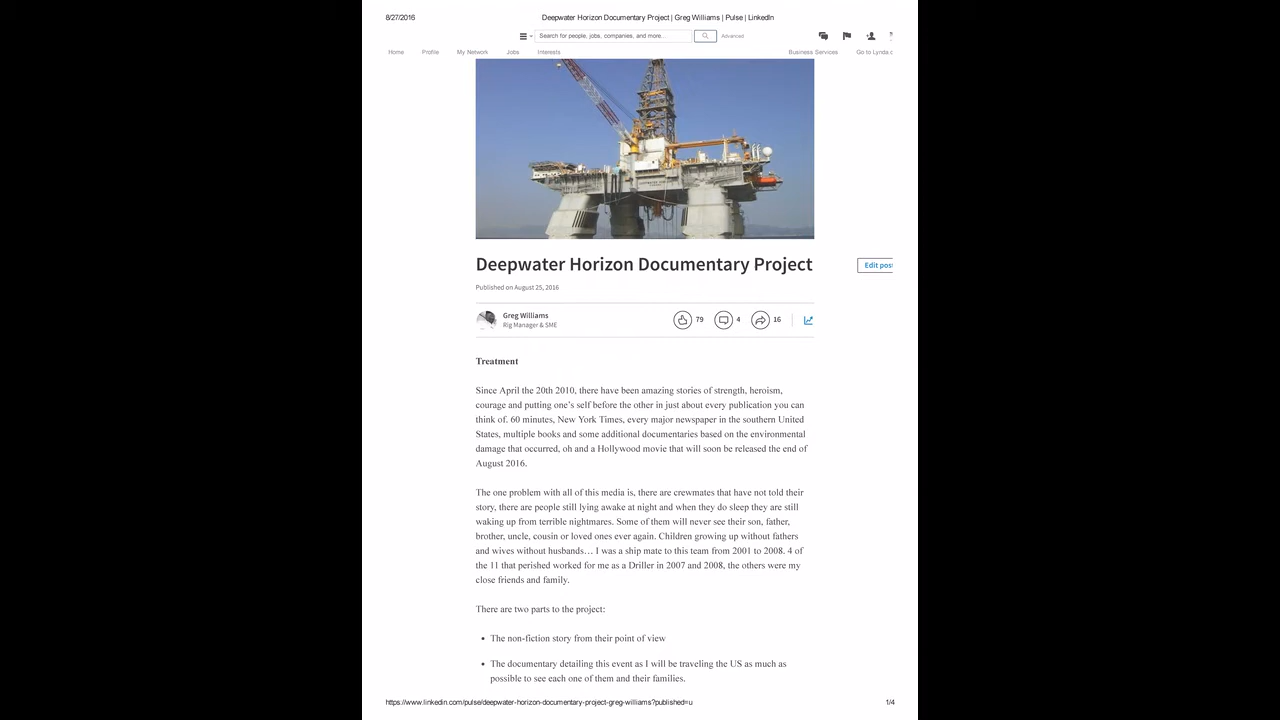 8/27/2016 Deepwater Horizon Documentary Project | Greg Williams | Pulse | LinkedIn
Search for people, jobs, companies, and more... Advanced
Home Profile My Network Jobs Interests Business Services Go to Lynda.c
Deepwater Horizon Documentary Project
Edit pos
Published on August 25, 2016
Greg Williams
Rig Manager & SME
79 4 16
Treatment
Since April the 20th 2010, there have been amazing stories of strength, heroism,
courage and putting one's self before the other in just about every publication you can
think of. 60 minutes, New York Times, every major newspaper in the southern United
States, multiple books and some additional documentaries based on the environmental
damage that occurred, oh and a Hollywood movie that will soon be released the end of
August 2016.
The one problem with all of this media is, there are crewmates that have not told their
story, there are people still lying awake at night and when they do sleep they are still
waking up from terrible nightmares. Some of them will never see their son, father,
brother, uncle, cousin or loved ones ever again. Children growing up without fathers
and wives without husbands… I was a ship mate to this team from 2001 to 2008. 4 of
the 11 that perished worked for me as a Driller in 2007 and 2008, the others were my
close friends and family.
There are two parts to the project:
• The non-fiction story from their point of view
• The documentary detailing this event as I will be traveling the US as much as
possible to see each one of them and their families.
https://www.linkedin.com/pulse/deepwater-horizon-documentary-project-greg-williams?published=u 1/4